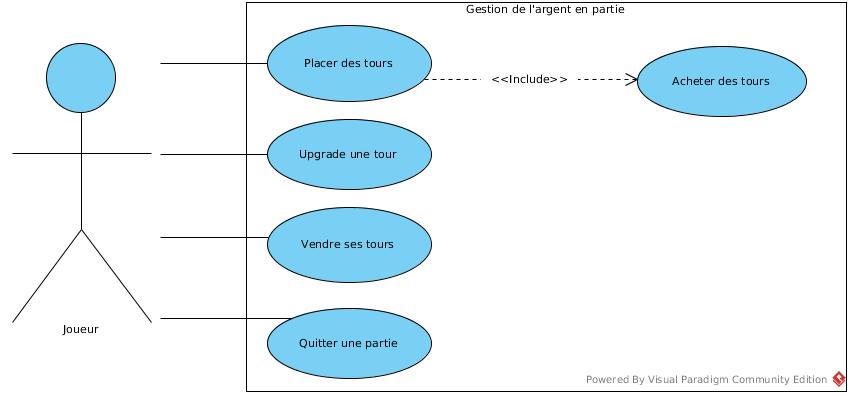 Gestion de l'argent en partie
Placer des tours
<<Include>>
Acheter des tours
Upgrade une tour
Vendre ses tours
Joueur
Quitter une partie
Powered By Visual Paradigm Community Edition